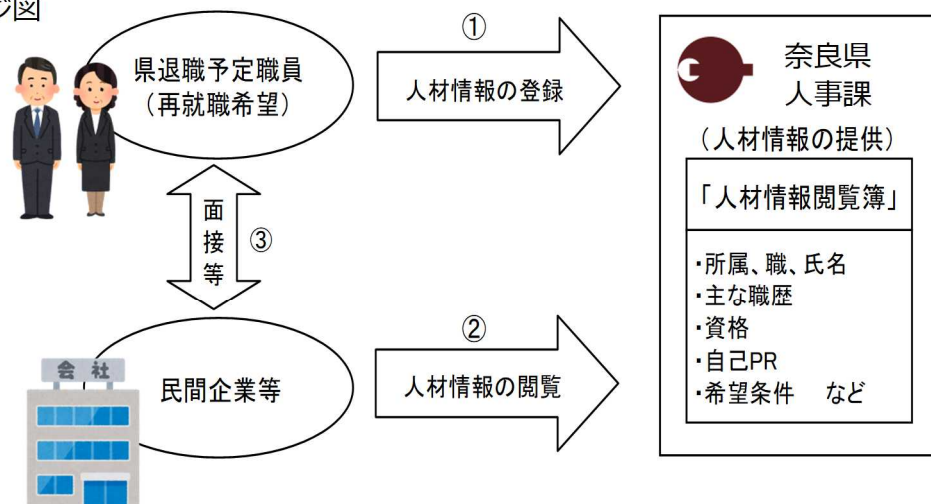 ジ図
県退職予定職員
（再就職希望）
①
人材情報の登録
奈良県
人事課
（人材情報の提供）
「人材情報閲覧簿」
・所属、職、氏名
・主な職歴
・資格
・自己PR
・希望条件　など
面接等
③
会社
民間企業等
②
人材情報の閲覧